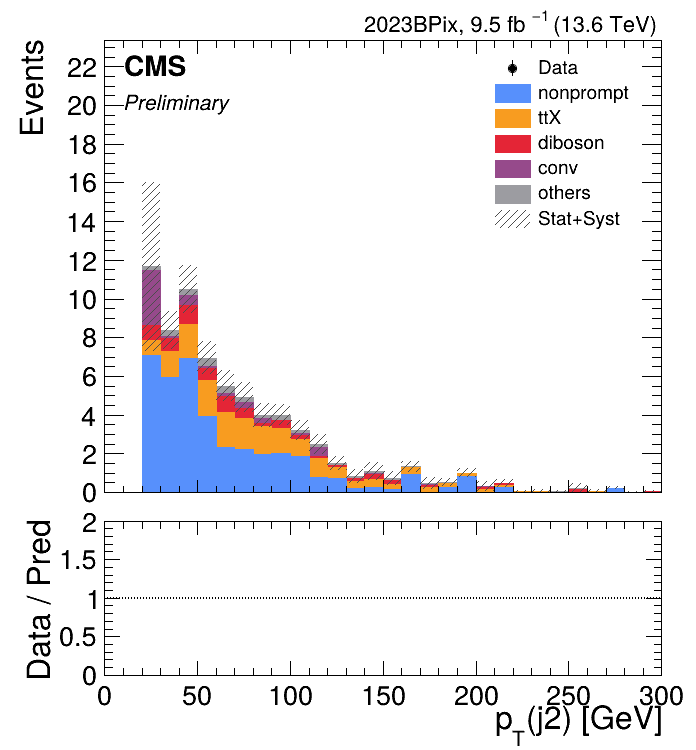 2023BPix, 9.5 fb⁻¹ (13.6 TeV)
CMS
Preliminary
Events
Data
nonprompt
ttX
diboson
conv
others
Stat+Syst
22
20
18
16
14
12
10
8
6
4
2
0
Data / Pred
2
1.5
1
0.5
0
0 50 100 150 200 250 300
p_T(j2) [GeV]